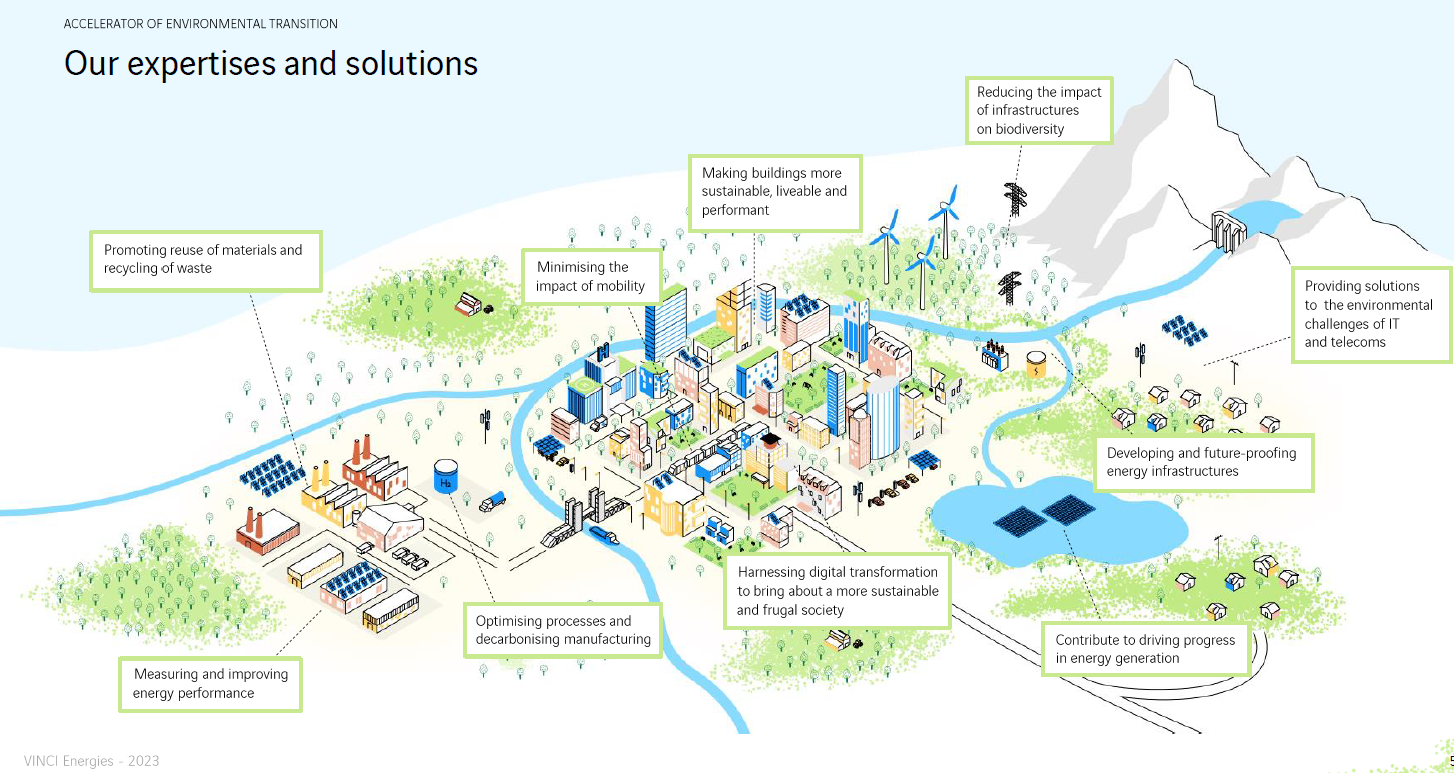 ACCELERATOR OF ENVIRONMENTAL TRANSITION
Our expertises and solutions
Reducing the impact
of infrastructures
on biodiversity
Making buildings more
sustainable, liveable and
performant
Promoting reuse of materials and
recycling of waste
Minimising the
impact of mobility
Providing solutions
to the environmental
challenges of IT
and telecoms
Developing and future-proofing
energy infrastructures
H₂
Harnessing digital transformation
to bring about a more sustainable
and frugal society
Optimising processes and
decarbonising manufacturing
Contribute to driving progress
in energy generation
Measuring and improving
energy performance
VINCI Energies - 2023